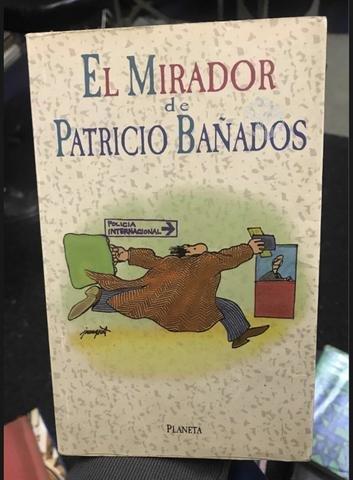 EL MIRADOR
de
PATRICIO BAÑADOS
POLICIA
INTERNACIONAL
PLANETA